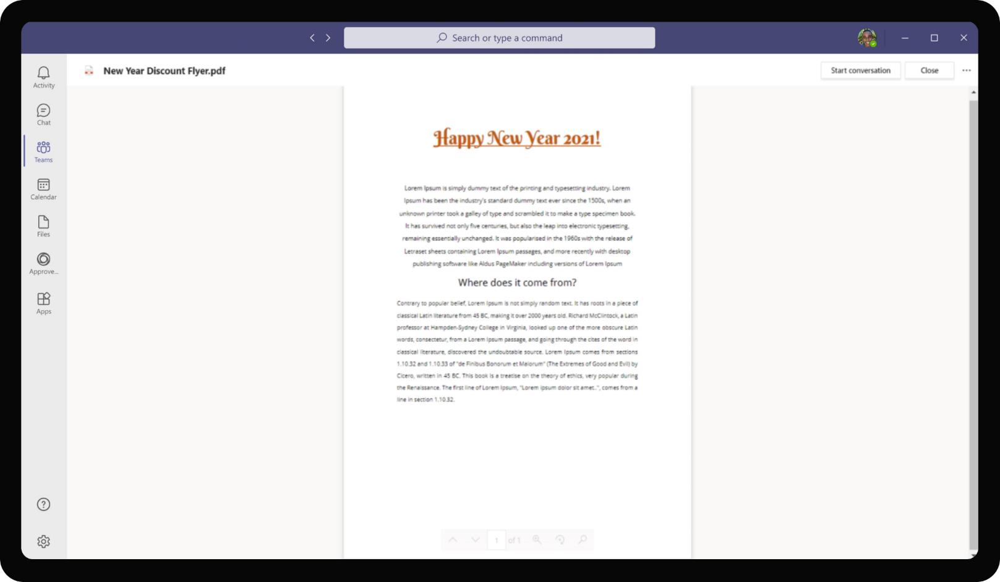 Search or type a command
New Year Discount Flyer.pdf
Start conversation
Close
Activity
Chat
Teams
Calendar
Files
Approve...
Apps
Happy New Year 2021!
Lorem Ipsum is simply dummy text of the printing and typesetting industry. Lorem
Ipsum has been the industry's standard dummy text ever since the 1500s, when an
unknown printer took a galley of type and scrambled it to make a type specimen book.
It has survived not only five centuries, but also the leap into electronic typesetting,
remaining essentially unchanged. It was popularised in the 1960s with the release of
Letraset sheets containing Lorem Ipsum passages, and more recently with desktop
publishing software like Aldus PageMaker including versions of Lorem Ipsum
Where does it come from?
Contrary to popular belief, Lorem Ipsum is not simply random text. It has roots in a piece of
classical Latin literature from 45 BC, making it over 2000 years old. Richard McClintock, a Latin
professor at Hampden-Sydney College in Virginia, looked up one of the more obscure Latin
words, consectetur, from a Lorem Ipsum passage, and going through the cites of the word in
classical literature, discovered the undoubtable source. Lorem Ipsum comes from sections
1.10.32 and 1.10.33 of "de Finibus Bonorum et Malorum" (The Extremes of Good and Evil) by
Cicero, written in 45 BC. This book is a treatise on the theory of ethics, very popular during
the Renaissance. The first line of Lorem Ipsum, "Lorem ipsum dolor sit amet..", comes from a
line in section 1.10.32.
1 of 1